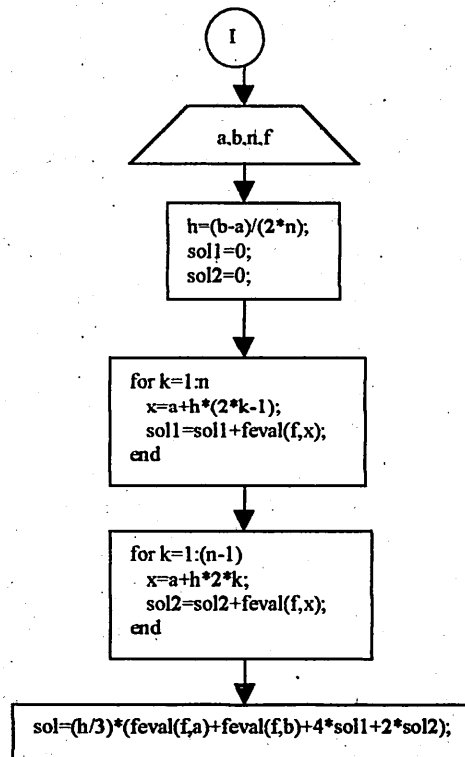 I
a,b,n,f
h=(b-a)/(2*n);
sol1=0;
sol2=0;
for k=1:n
x=a+h*(2*k-1);
sol1=sol1+feval(f,x);
end
for k=1:(n-1)
x=a+h*2*k;
sol2=sol2+feval(f,x);
end
sol=(h/3)*(feval(f,a)+feval(f,b)+4*sol1+2*sol2);